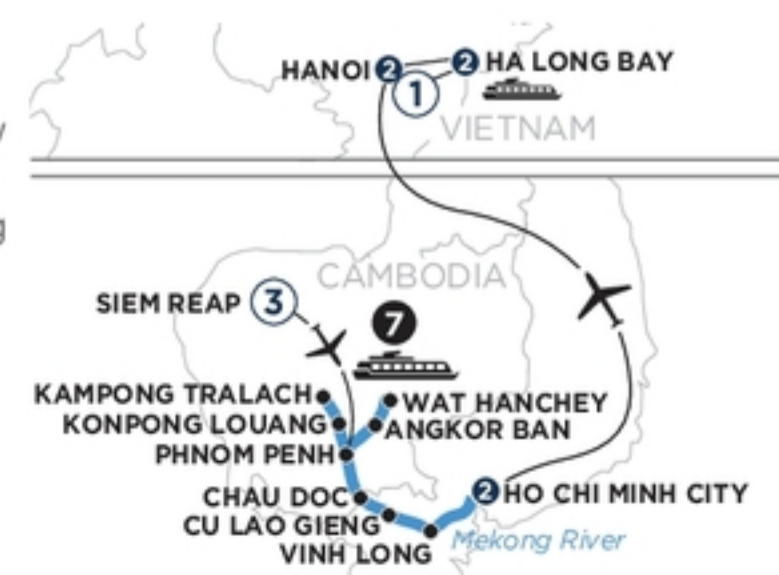 HANOI 2 2 HA LONG BAY
1
VIETNAM
CAMBODIA
SIEM REAP 3
7
KAMPONG TRALACH
WAT HANCHEY
KONPONG LOUANG
ANGKOR BAN
PHNOM PENH
CHAU DOC
2 HO CHI MINH CITY
CU LAO GIENG
VINH LONG
Mekong River